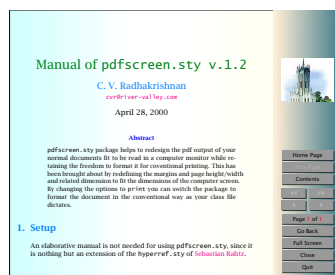 Manual of pdfscreen.sty v.1.2
C. V. Radhakrishnan
cvr@river-valley.com
April 28, 2000
Abstract
pdfscreen.sty package helps to redesign the pdf output of your
normal documents fit to be read in a computer monitor while re-
taining the freedom to format it for coventional printing. This has
been brought about by redefining the margins and page height/width
and related dimension to fit the dimensions of the computer screen.
By changing the options to print you can switch the package to
format the document in the conventional way as your class file
dictates.
1. Setup
An elaborative manual is not needed for using pdfscreen.sty, since it
is nothing but an extension of the hyperref.sty of Sebastian Rahtz.
Home Page
Contents
Page 1 of
Go Back
Full Screen
Close
Quit